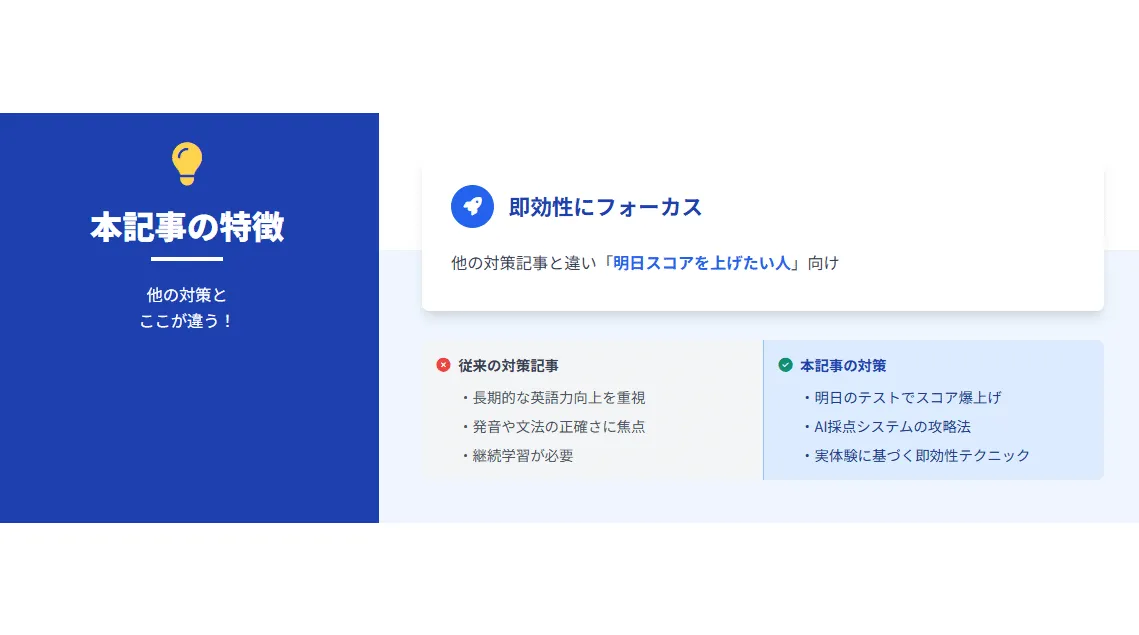 本記事の特徴
他の対策と
ここが違う！
即効性にフォーカス
他の対策記事と違い「明日スコアを上げたい人」向け
従来の対策記事
・長期的な英語力向上を重視
・発音や文法の正確さに焦点
・継続学習が必要
本記事の対策
・明日のテストでスコア爆上げ
・AI採点システムの攻略法
・実体験に基づく即効性テクニック